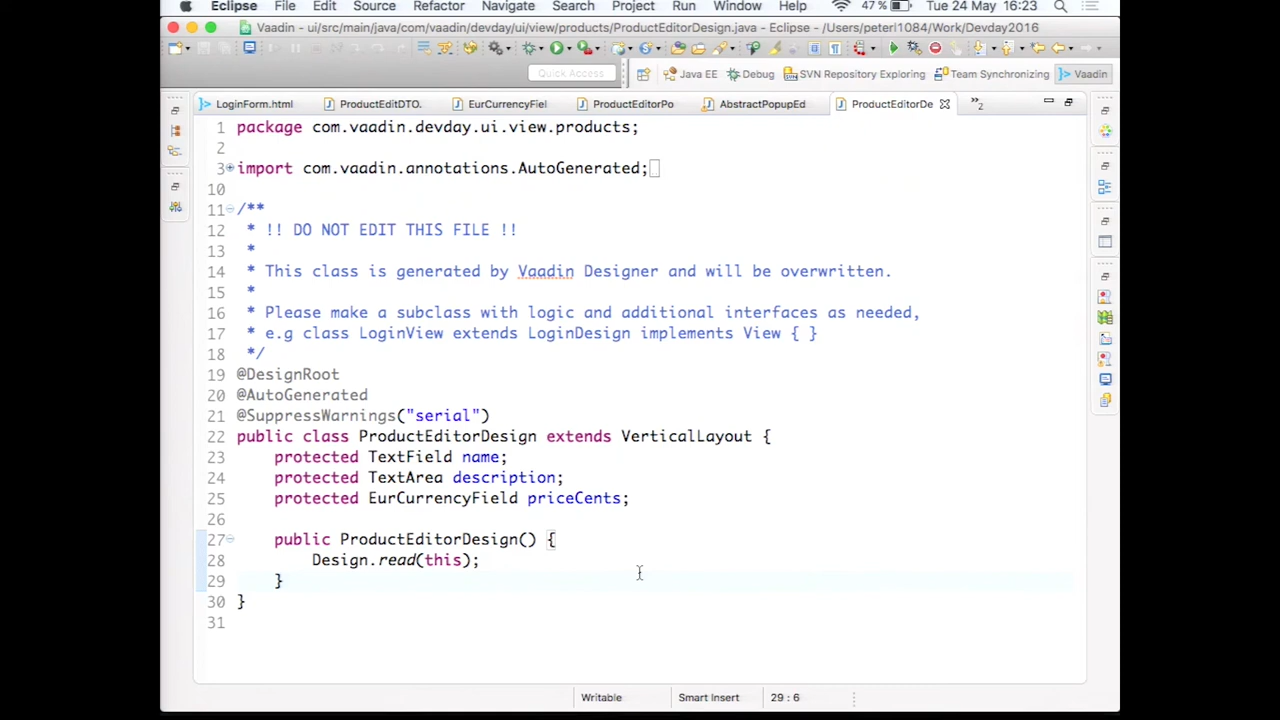 Eclipse File Edit Source Refactor Navigate Search Project Run Window Help 47% Tue 24 May 16:23
Vaadin - ui/src/main/java/com/vaadin/devday/ui/view/products/ProductEditorDesign.java - Eclipse - /Users/peterl1084/Work/Devday2016
Quick Access Java EE Debug SVN Repository Exploring Team Synchronizing Vaadin
LoginForm.html ProductEditDTO. EurCurrencyFiel ProductEditorPo AbstractPopupEd ProductEditorDe 2
1 package com.vaadin.devday.ui.view.products;
2
3 import com.vaadin.annotations.AutoGenerated;
10
11 /**
12 * !! DO NOT EDIT THIS FILE !!
13 *
14 * This class is generated by Vaadin Designer and will be overwritten.
15 *
16 * Please make a subclass with logic and additional interfaces as needed,
17 * e.g class LoginView extends LoginDesign implements View { }
18 */
19 @DesignRoot
20 @AutoGenerated
21 @SuppressWarnings("serial")
22 public class ProductEditorDesign extends VerticalLayout {
23 protected TextField name;
24 protected TextArea description;
25 protected EurCurrencyField priceCents;
26
27 public ProductEditorDesign() {
28 Design.read(this);
29 }
30 }
31
Writable Smart Insert 29 : 6